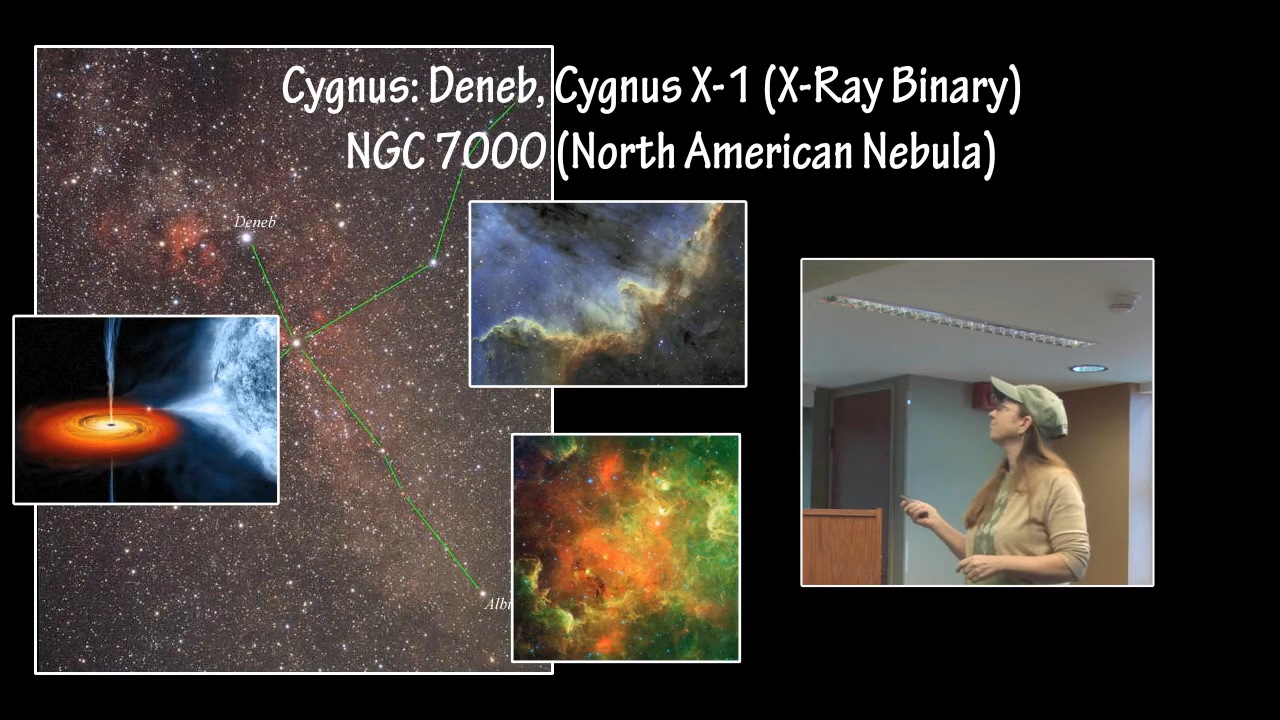 Cygnus: Deneb, Cygnus X-1 (X-Ray Binary)
NGC 7000 (North American Nebula)
Deneb
Albi